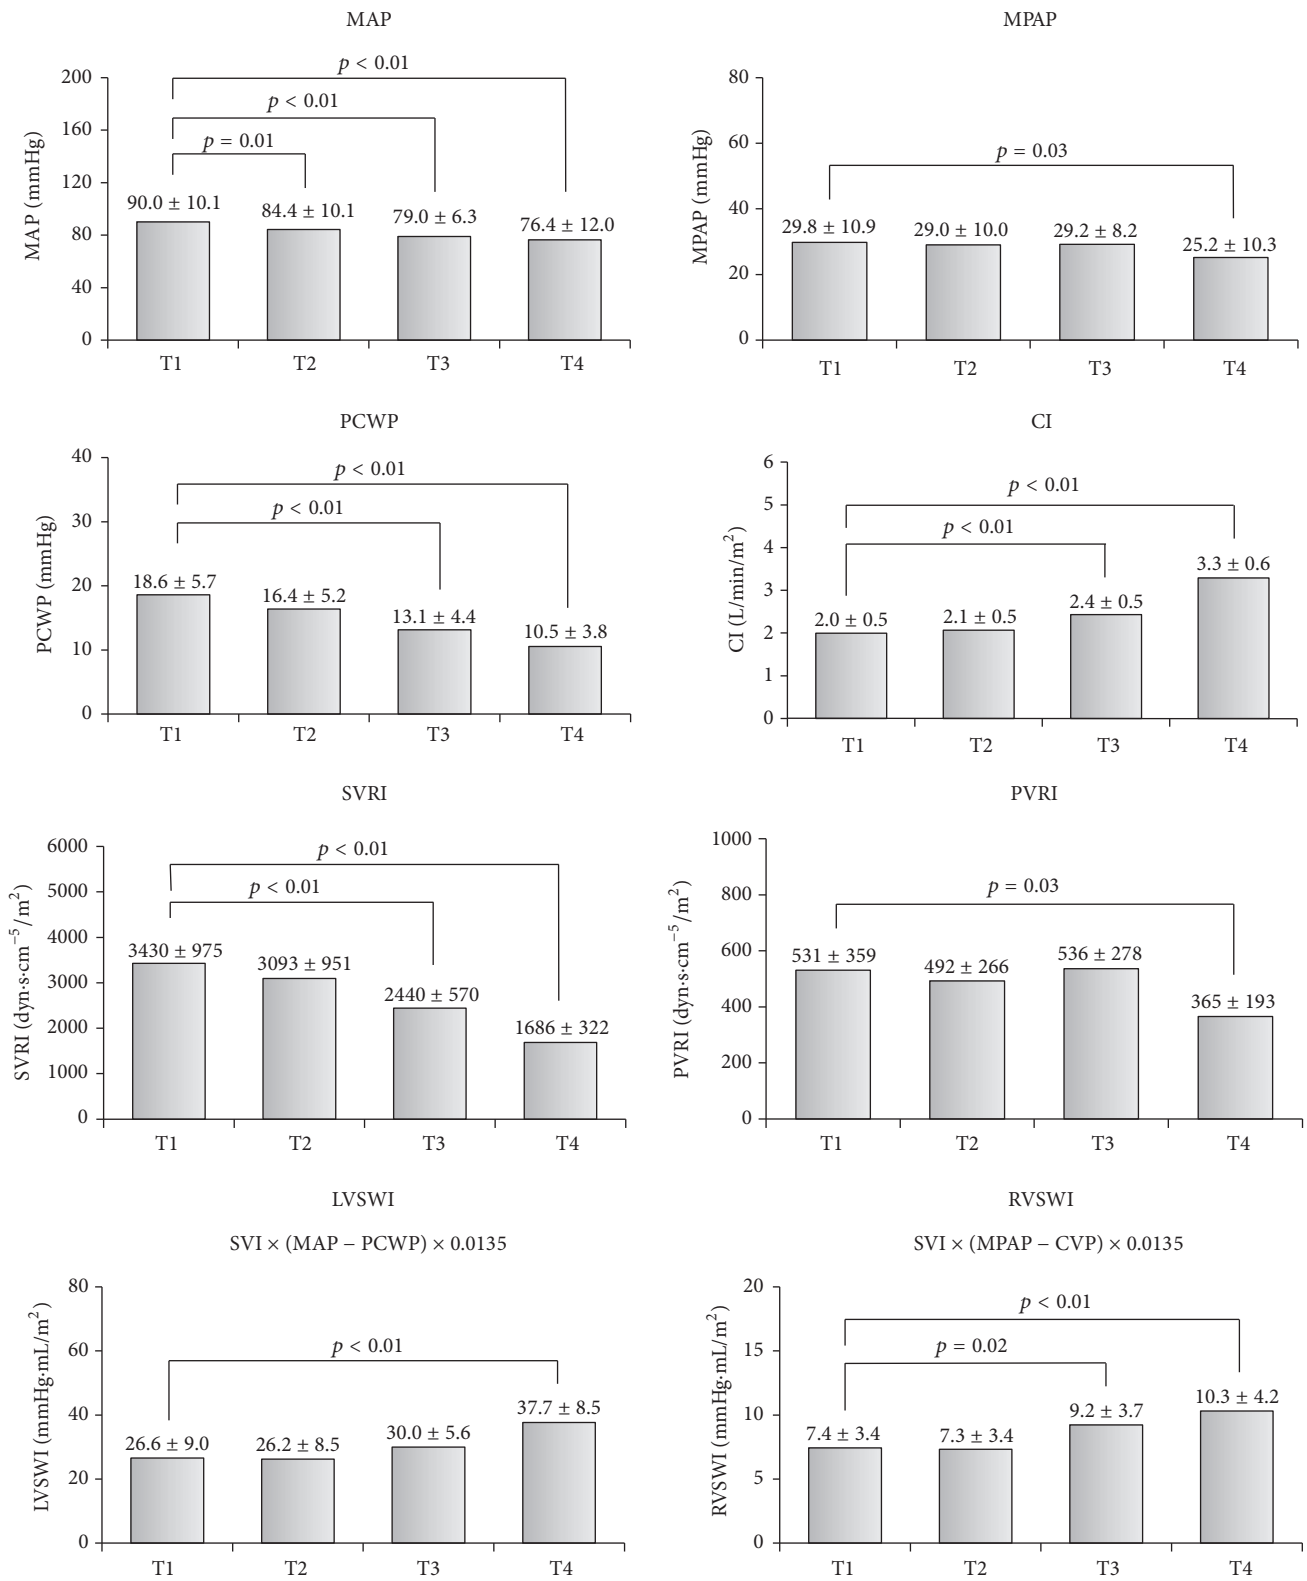 MAP
p < 0.01
p < 0.01
p = 0.01
MAP (mmHg)
200
160
120
80
40
0
90.0 ± 10.1
84.4 ± 10.1
79.0 ± 6.3
76.4 ± 12.0
T1 T2 T3 T4
MPAP
p = 0.03
MPAP (mmHg)
80
60
40
20
0
29.8 ± 10.9
29.0 ± 10.0
29.2 ± 8.2
25.2 ± 10.3
T1 T2 T3 T4
PCWP
p < 0.01
p < 0.01
PCWP (mmHg)
40
30
20
10
0
18.6 ± 5.7
16.4 ± 5.2
13.1 ± 4.4
10.5 ± 3.8
T1 T2 T3 T4
CI
p < 0.01
p < 0.01
CI (L/min/m²)
6
5
4
3
2
1
0
2.0 ± 0.5
2.1 ± 0.5
2.4 ± 0.5
3.3 ± 0.6
T1 T2 T3 T4
SVRI
p < 0.01
p < 0.01
SVRI (dyn·s·cm⁻⁵/m²)
6000
5000
4000
3000
2000
1000
0
3430 ± 975
3093 ± 951
2440 ± 570
1686 ± 322
T1 T2 T3 T4
PVRI
p = 0.03
PVRI (dyn·s·cm⁻⁵/m²)
1000
800
600
400
200
0
531 ± 359
492 ± 266
536 ± 278
365 ± 193
T1 T2 T3 T4
LVSWI
SVI × (MAP − PCWP) × 0.0135
p < 0.01
LVSWI (mmHg·mL/m²)
80
60
40
20
0
26.6 ± 9.0
26.2 ± 8.5
30.0 ± 5.6
37.7 ± 8.5
T1 T2 T3 T4
RVSWI
SVI × (MPAP − CVP) × 0.0135
p < 0.01
p = 0.02
RVSWI (mmHg·mL/m²)
20
15
10
5
0
7.4 ± 3.4
7.3 ± 3.4
9.2 ± 3.7
10.3 ± 4.2
T1 T2 T3 T4